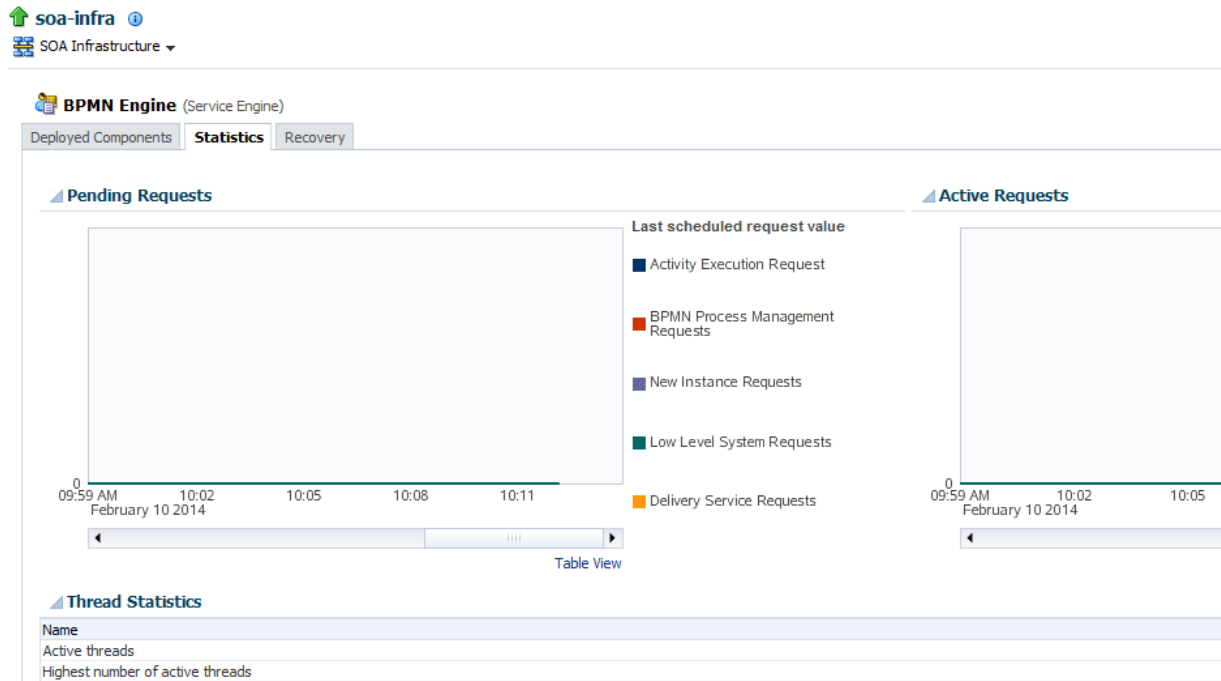 soa-infra
SOA Infrastructure
BPMN Engine (Service Engine)
Deployed Components Statistics Recovery
Pending Requests
Last scheduled request value
Activity Execution Request
BPMN Process Management
Requests
New Instance Requests
Low Level System Requests
Delivery Service Requests
0
09:59 AM 10:02 10:05 10:08 10:11
February 10 2014
Table View
Active Requests
0
09:59 AM 10:02 10:05
February 10 2014
Thread Statistics
Name
Active threads
Highest number of active threads